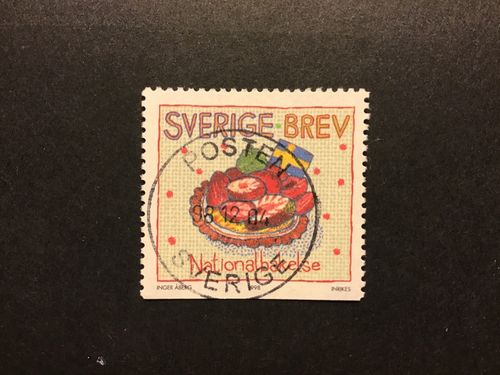 SVERIGE BREV
POSTEN
98 12 04
SVERIGE
Nationalbakelse
INGER ÅBERG 1998 INRIKES